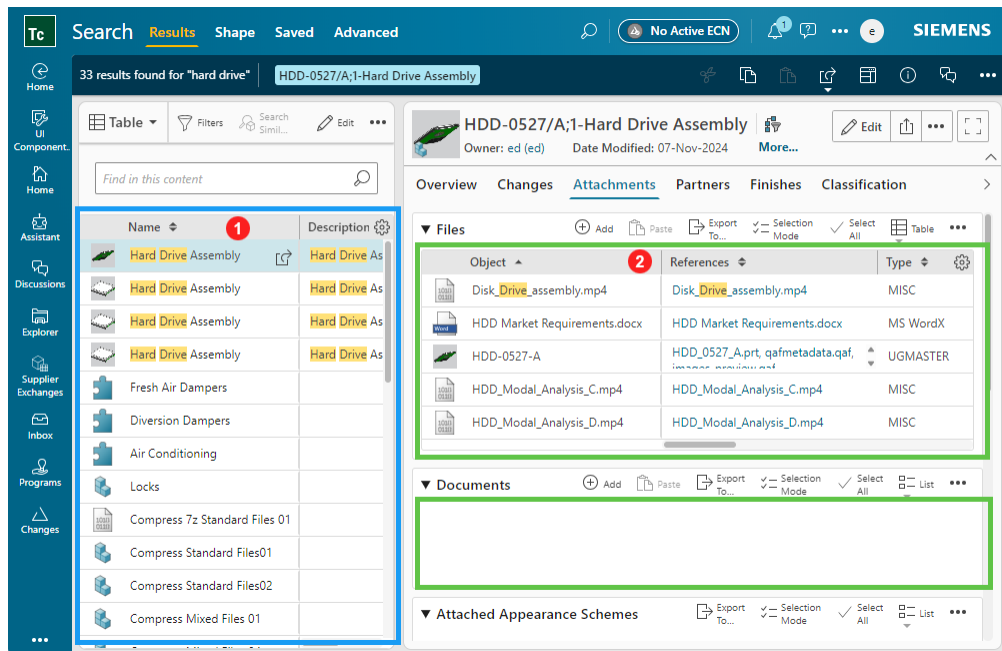 Tc Search Results Shape Saved Advanced No Active ECN 1 ? e SIEMENS
Home
UI
Component.
Home
Assistant
Discussions
Explorer
Supplier
Exchanges
Inbox
Programs
Changes
33 results found for "hard drive" HDD-0527/A;1-Hard Drive Assembly
Table Filters Search
Simil... Edit
Find in this content
Name 1 Description
Hard Drive Assembly Hard Drive As
Hard Drive Assembly Hard Drive As
Hard Drive Assembly Hard Drive As
Hard Drive Assembly Hard Drive As
Fresh Air Dampers
Diversion Dampers
Air Conditioning
Locks
Compress 7z Standard Files 01
Compress Standard Files01
Compress Standard Files02
Compress Mixed Files 01
HDD-0527/A;1-Hard Drive Assembly Edit
Owner: ed (ed) Date Modified: 07-Nov-2024 More...
Overview Changes Attachments Partners Finishes Classification
Files Add Paste Export
To... Selection
Mode Select
All Table
Object 2 References Type
Disk_Drive_assembly.mp4 Disk_Drive_assembly.mp4 MISC
Word HDD Market Requirements.docx HDD Market Requirements.docx MS WordX
HDD-0527-A HDD_0527_A.prt, qafmetadata.qaf, UGMASTER
images_preview.qaf
HDD_Modal_Analysis_C.mp4 HDD_Modal_Analysis_C.mp4 MISC
HDD_Modal_Analysis_D.mp4 HDD_Modal_Analysis_D.mp4 MISC
Documents Add Paste Export
To... Selection
Mode Select
All List
Attached Appearance Schemes Export
To... Selection
Mode Select
All List